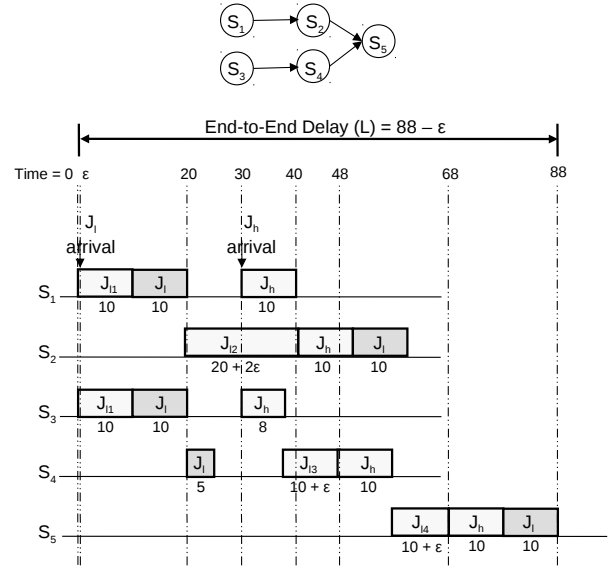 S1 S2
S5
S3 S4
End-to-End Delay (L) = 88 – ε
Time = 0 ε 20 30 40 48 68 88
Jl Jh
arrival arrival
S1 Jl1 Jl Jh
10 10 10
S2 Jl2 Jh Jl
20 + 2ε 10 10
S3 Jl1 Jl Jh
10 10 8
S4 Jl Jl3 Jh
5 10 + ε 10
S5 Jl4 Jh Jl
10 + ε 10 10